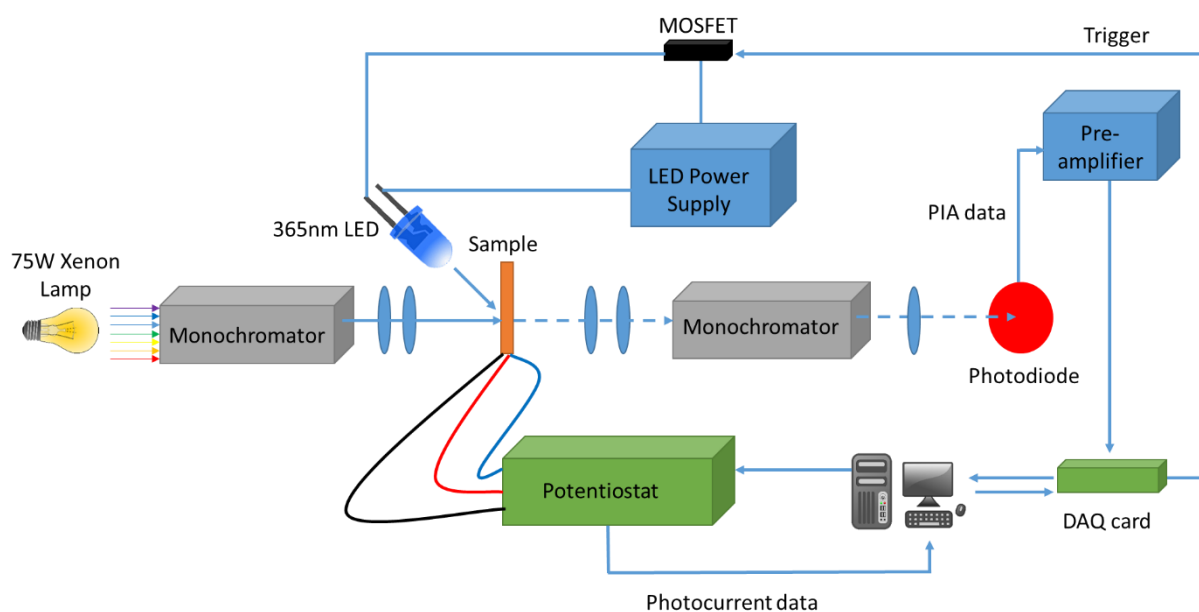 MOSFET
Trigger
Pre-
amplifier
LED Power
Supply
PIA data
365nm LED
Sample
75W Xenon
Lamp
Monochromator
Monochromator
Photodiode
Potentiostat
DAQ card
Photocurrent data